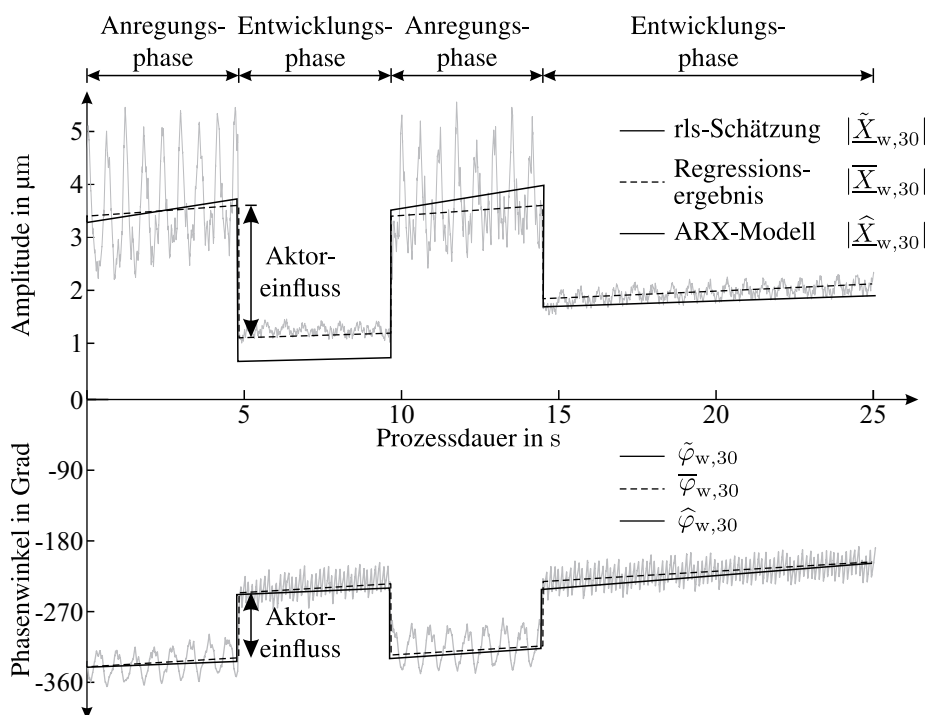 Anregungs-
phase
Entwicklungs-
phase
Anregungs-
phase
Entwicklungs-
phase
Amplitude in µm
5
4
3
2
1
0
rls-Schätzung |X̃w,30|
Regressions-
ergebnis |X̅w,30|
ARX-Modell |X̂w,30|
Aktor-
einfluss
5 10 15 20 25
Prozessdauer in s
Phasenwinkel in Grad
-90
-180
-270
-360
φ̃w,30
φ̅w,30
φ̂w,30
Aktor-
einfluss